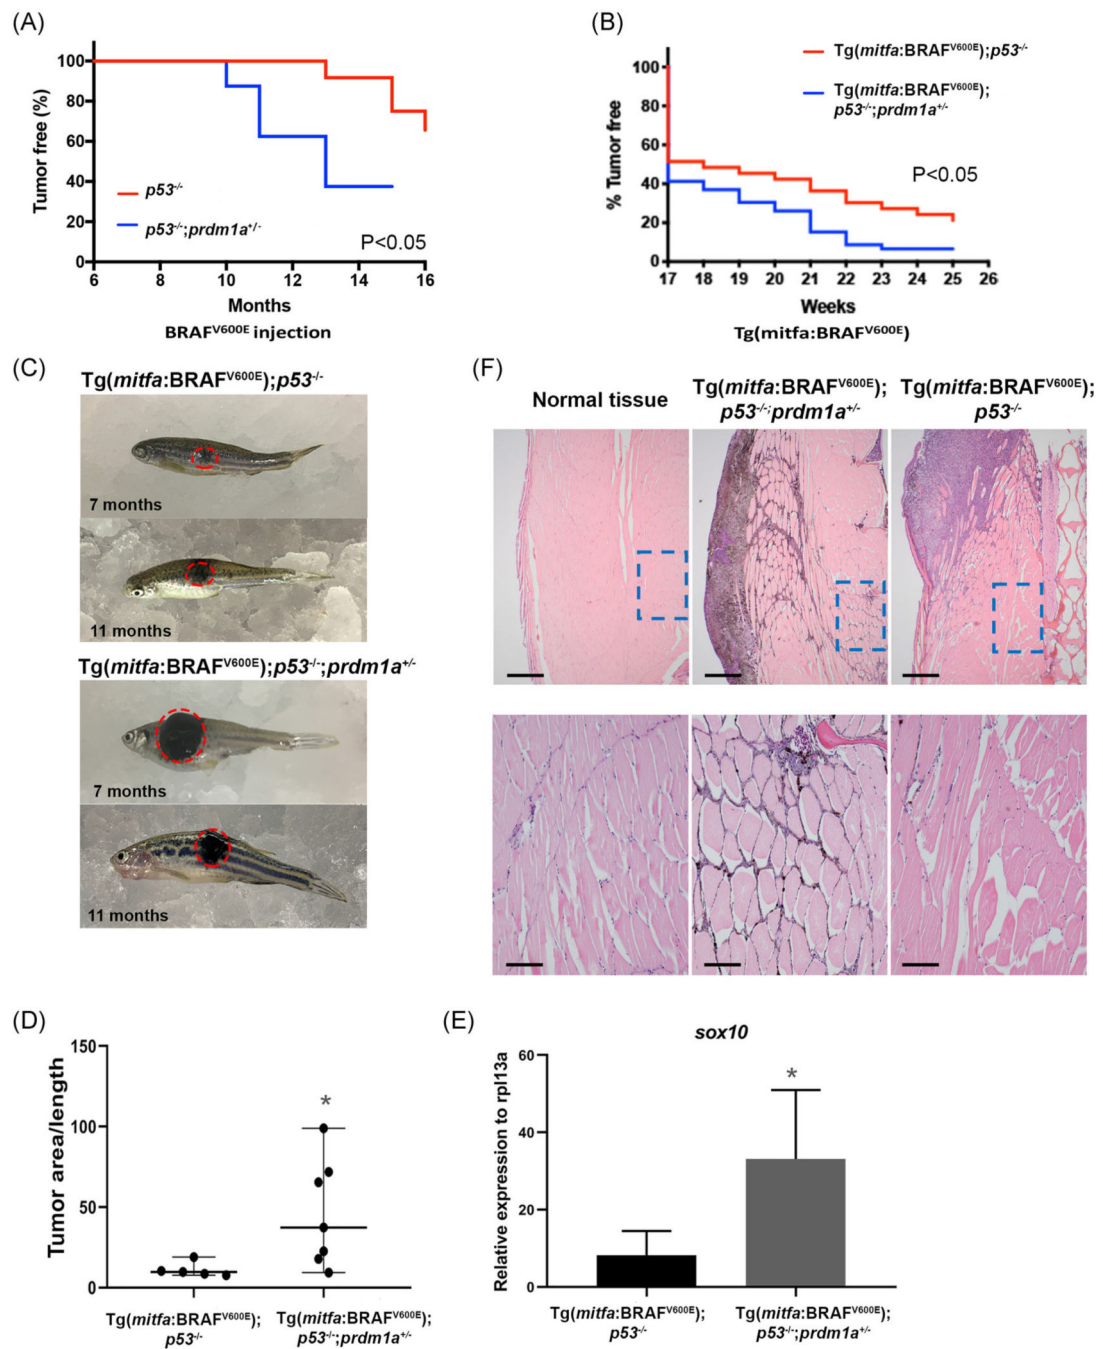 (A)
100
80
60
40
20
0
Tumor free (%)
p53-/-
p53-/-;prdm1a+/-
P<0.05
6 8 10 12 14 16
Months
BRAFV600E injection
(B)
Tg(mitfa:BRAFV600E);p53-/-
Tg(mitfa:BRAFV600E);
p53-/-;prdm1a+/-
100
80
60
40
20
0
% Tumor free
P<0.05
17 18 19 20 21 22 23 24 25 26
Weeks
Tg(mitfa:BRAFV600E)
(C)
Tg(mitfa:BRAFV600E);p53-/-
7 months
11 months
Tg(mitfa:BRAFV600E);p53-/-;prdm1a+/-
7 months
11 months
(F)
Normal tissue
Tg(mitfa:BRAFV600E);
p53-/-;prdm1a+/-
Tg(mitfa:BRAFV600E);
p53-/-
(D)
150
100
50
0
Tumor area/length
*
Tg(mitfa:BRAFV600E);
p53-/-
Tg(mitfa:BRAFV600E);
p53-/-;prdm1a+/-
(E)
sox10
60
40
20
0
Relative expression to rpl13a
*
Tg(mitfa:BRAFV600E);
p53-/-
Tg(mitfa:BRAFV600E);
p53-/-;prdm1a+/-